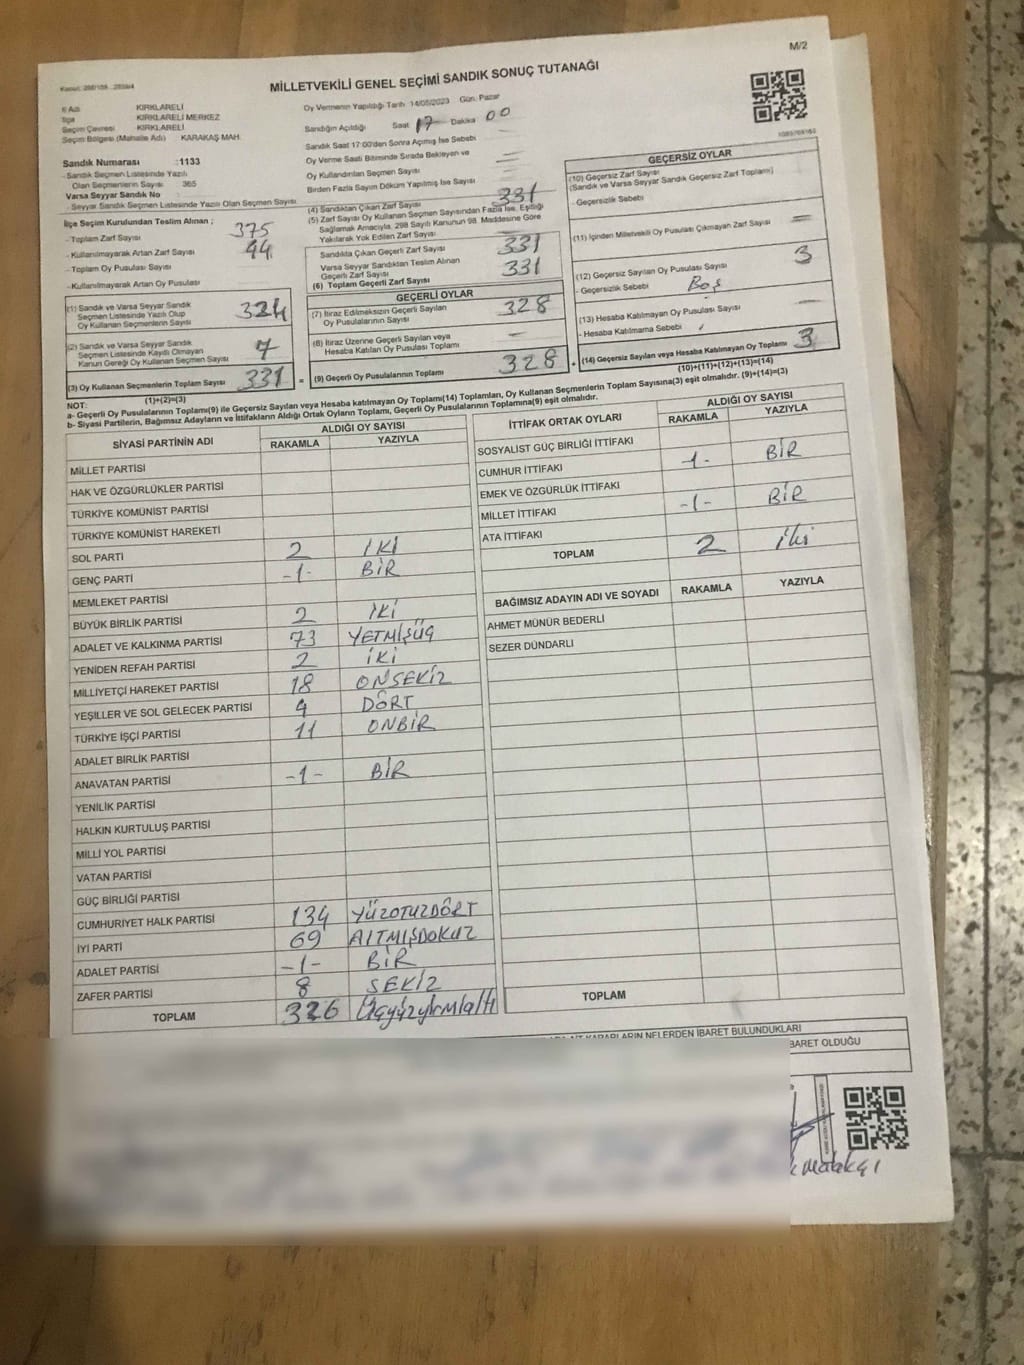 M/2
MİLLETVEKİLİ GENEL SEÇİMİ SANDIK SONUÇ TUTANAĞI
İl Adı KIRKLARELİ
İlçe KIRKLARELİ MERKEZ
Seçim Çevresi KIRKLARELİ
Seçim Bölgesi (Mahalle Adı) : KARAKAŞ MAH.
Sandık Numarası :1133
- Sandık Seçmen Listesinde Yazılı
Olan Seçmenlerin Sayısı : 365
Varsa Seyyar Sandık No
- Seyyar Sandık Seçmen Listesinde Yazılı Olan Seçmen Sayısı
Oy Vermenin Yapıldığı Tarih 14/05/2023 Gün. Pazar
Sandığın Açıldığı Saat 17 Dakika 00
Sandık Saat 17:00'den Sonra Açılmış İse Sebebi
Oy Verme Saati Bitiminde Sırada Bekleyen ve
Oy Kullandırılan Seçmen Sayısı
Birden Fazla Sayım Döküm Yapılmış İse Sayısı
İlçe Seçim Kurulundan Teslim Alınan ;
- Toplam Zarf Sayısı 375
- Kullanılmayarak Artan Zarf Sayısı 44
- Toplam Oy Pusulası Sayısı
- Kullanılmayarak Artan Oy Pusulası
(1) Sandık ve Varsa Seyyar Sandık
Seçmen Listesinde Yazılı Olup
Oy Kullanan Seçmenlerin Sayısı 324
(2) Sandık ve Varsa Seyyar Sandık
Seçmen Listesinde Kaydı Olmayan
Kanun Gereği Oy Kullanan Seçmen Sayısı 7
(3) Oy Kullanan Seçmenlerin Toplam Sayısı 331
(1)+(2)=(3)
(4) Sandıktan Çıkan Zarf Sayısı 331
(5) Zarf Sayısı Oy Kullanan Seçmen Sayısından Fazla İse, Eşitliği
Sağlamak Amacıyla, 298 Sayılı Kanunun 98. Maddesine Göre
Yakılarak Yok Edilen Zarf Sayısı
Sandıkta Çıkan Geçerli Zarf Sayısı 331
Varsa Seyyar Sandıktan Teslim Alınan
Geçerli Zarf Sayısı
(6) Toplam Geçerli Zarf Sayısı 331
GEÇERLİ OYLAR
(7) İtiraz Edilmeksizin Geçerli Sayılan
Oy Pusulalarının Sayısı 328
(8) İtiraz Üzerine Geçerli Sayılan veya
Hesaba Katılan Oy Pusulası Toplamı -
= (9) Geçerli Oy Pusulalarının Toplamı 328 +
GEÇERSİZ OYLAR
(10) Geçersiz Zarf Sayısı
(Sandık ve Varsa Seyyar Sandık Geçersiz Zarf Toplamı)
- Geçersizlik Sebebi
(11) İçinden Milletvekili Oy Pusulası Çıkmayan Zarf Sayısı
(12) Geçersiz Sayılan Oy Pusulası Sayısı 3
- Geçersizlik Sebebi Boş
(13) Hesaba Katılmayan Oy Pusulası Sayısı
- Hesaba Katılmama Sebebi
(14) Geçersiz Sayılan veya Hesaba Katılmayan Oy Toplamı 3
(10)+(11)+(12)+(13)=(14)
NOT:
a- Geçerli Oy Pusulalarının Toplamı(9) ile Geçersiz Sayılan veya Hesaba katılmayan Oy Toplamı(14) Toplamları, Oy Kullanan Seçmenlerin Toplam Sayısına(3) eşit olmalıdır. (9)+(14)=(3)
b- Siyasi Partilerin, Bağımsız Adayların ve İttifakların Aldığı Ortak Oyların Toplamı, Geçerli Oy Pusulalarının Toplamına(9) eşit olmalıdır.
SİYASİ PARTİNİN ADI ALDIĞI OY SAYISI
RAKAMLA YAZIYLA
MİLLET PARTİSİ
HAK VE ÖZGÜRLÜKLER PARTİSİ
TÜRKİYE KOMÜNİST PARTİSİ
TÜRKİYE KOMÜNİST HAREKETİ
SOL PARTİ 2 İKİ
GENÇ PARTİ -1- BİR
MEMLEKET PARTİSİ
BÜYÜK BİRLİK PARTİSİ 2 İKİ
ADALET VE KALKINMA PARTİSİ 73 YETMİŞÜÇ
YENİDEN REFAH PARTİSİ 2 İKİ
MİLLİYETÇİ HAREKET PARTİSİ 18 ONSEKİZ
YEŞİLLER VE SOL GELECEK PARTİSİ 4 DÖRT
TÜRKİYE İŞÇİ PARTİSİ 11 ONBİR
ADALET BİRLİK PARTİSİ
ANAVATAN PARTİSİ -1- BİR
YENİLİK PARTİSİ
HALKIN KURTULUŞ PARTİSİ
MİLLİ YOL PARTİSİ
VATAN PARTİSİ
GÜÇ BİRLİĞİ PARTİSİ
CUMHURİYET HALK PARTİSİ 134 YÜZOTUZDÖRT
İYİ PARTİ 69 ALTMIŞDOKUZ
ADALET PARTİSİ -1- BİR
ZAFER PARTİSİ 8 SEKİZ
TOPLAM 326 Üçyüzyirmialtı
İTTİFAK ORTAK OYLARI ALDIĞI OY SAYISI
RAKAMLA YAZIYLA
SOSYALİST GÜÇ BİRLİĞİ İTTİFAKI
CUMHUR İTTİFAKI -1- BİR
EMEK VE ÖZGÜRLÜK İTTİFAKI
MİLLET İTTİFAKI -1- BİR
ATA İTTİFAKI
TOPLAM 2 iki
BAĞIMSIZ ADAYIN ADI VE SOYADI RAKAMLA YAZIYLA
AHMET MÜNÜR BEDERLİ
SEZER DÜNDARLI
TOPLAM
KARARLARIN NELERDEN İBARET BULUNDUKLARI
İBARET OLDUĞU